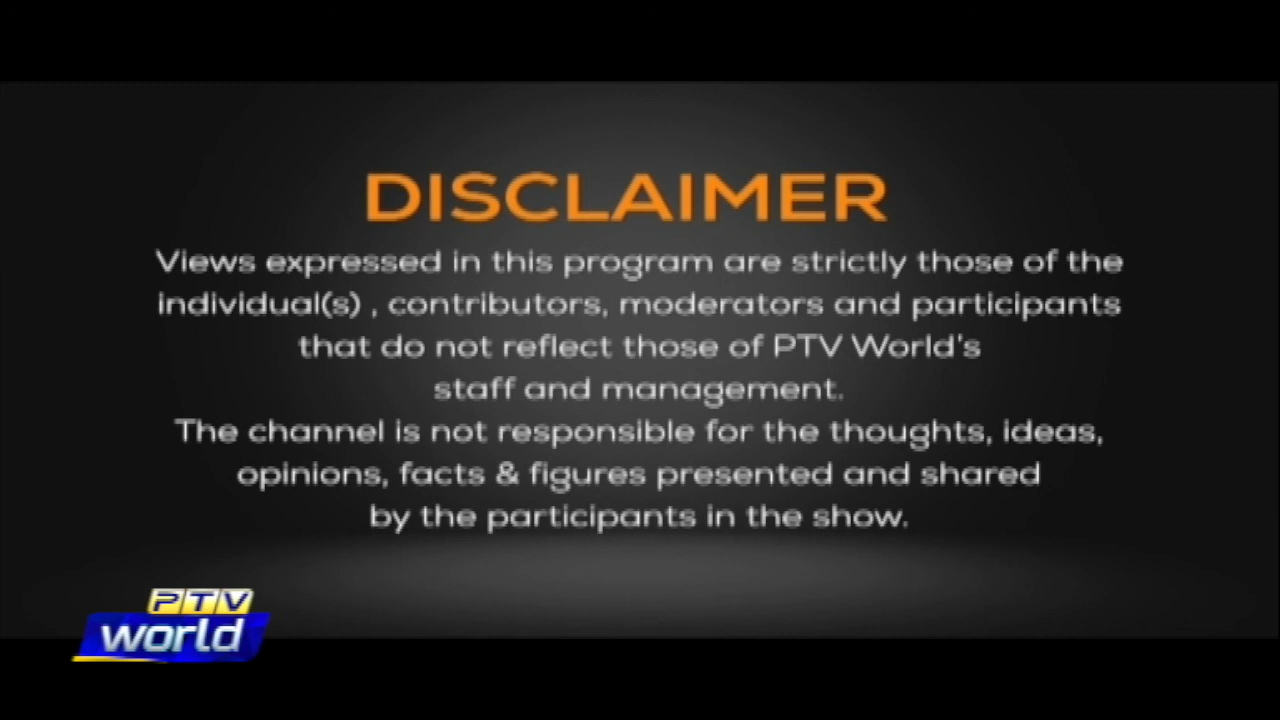 DISCLAIMER
Views expressed in this program are strictly those of the
individual(s) , contributors, moderators and participants
that do not reflect those of PTV World's
staff and management.
The channel is not responsible for the thoughts, ideas,
opinions, facts & figures presented and shared
by the participants in the show.
PTV
world